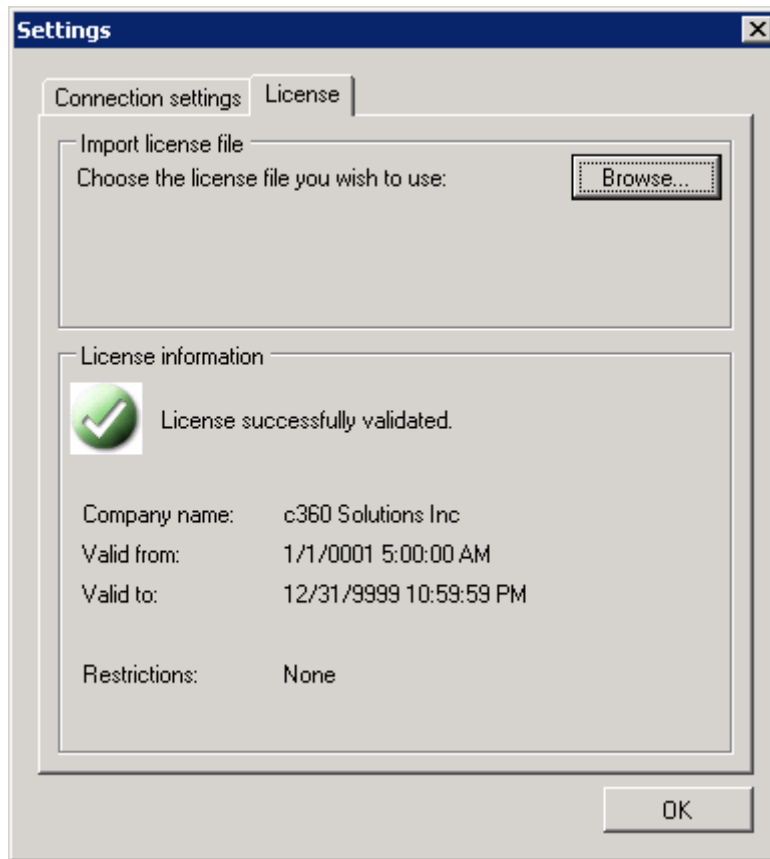 Settings
Connection settings License
Import license file
Choose the license file you wish to use: Browse...
License information
License successfully validated.
Company name: c360 Solutions Inc
Valid from: 1/1/0001 5:00:00 AM
Valid to: 12/31/9999 10:59:59 PM
Restrictions: None
OK